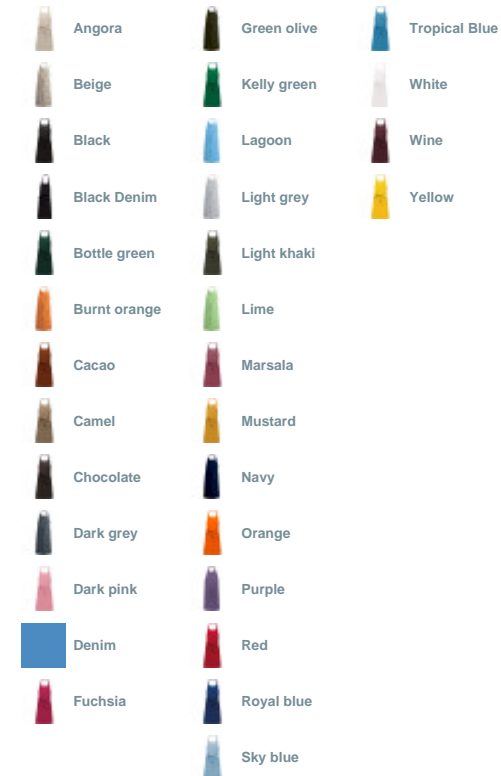 Angora
Beige
Black
Black Denim
Bottle green
Burnt orange
Cacao
Camel
Chocolate
Dark grey
Dark pink
Denim
Fuchsia
Green olive
Kelly green
Lagoon
Light grey
Light khaki
Lime
Marsala
Mustard
Navy
Orange
Purple
Red
Royal blue
Sky blue
Tropical Blue
White
Wine
Yellow